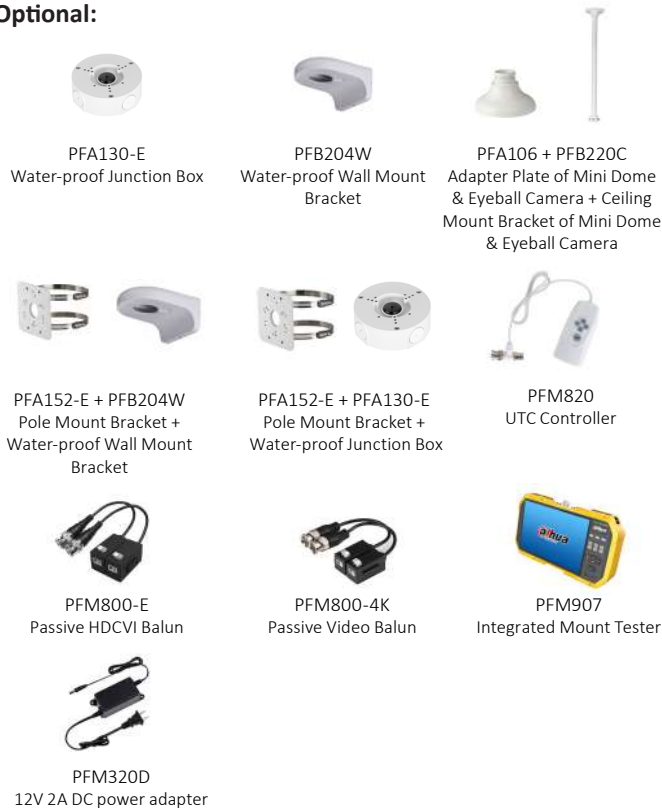 Optional:
PFA130-E
Water-proof Junction Box
PFB204W
Water-proof Wall Mount
Bracket
PFA106 + PFB220C
Adapter Plate of Mini Dome
& Eyeball Camera + Ceiling
Mount Bracket of Mini Dome
& Eyeball Camera
PFA152-E + PFB204W
Pole Mount Bracket +
Water-proof Wall Mount
Bracket
PFA152-E + PFA130-E
Pole Mount Bracket +
Water-proof Junction Box
PFM820
UTC Controller
PFM800-E
Passive HDCVI Balun
PFM800-4K
Passive Video Balun
alhua
PFM907
Integrated Mount Tester
PFM320D
12V 2A DC power adapter